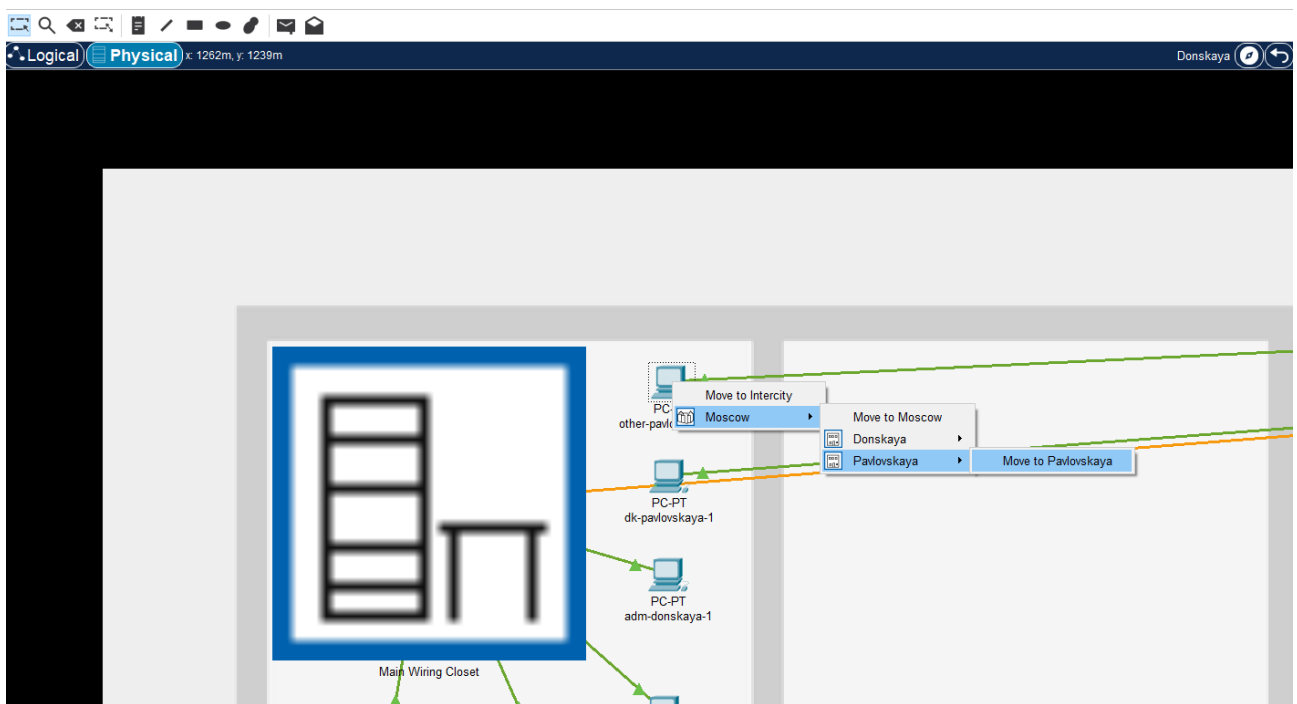 Logical Physical x: 1262m, y: 1239m Donskaya
Move to Intercity
PC-
Moscow Move to Moscow
other-pavlo
Donskaya
Pavlovskaya Move to Pavlovskaya
PC-PT
dk-pavlovskaya-1
PC-PT
adm-donskaya-1
Main Wiring Closet